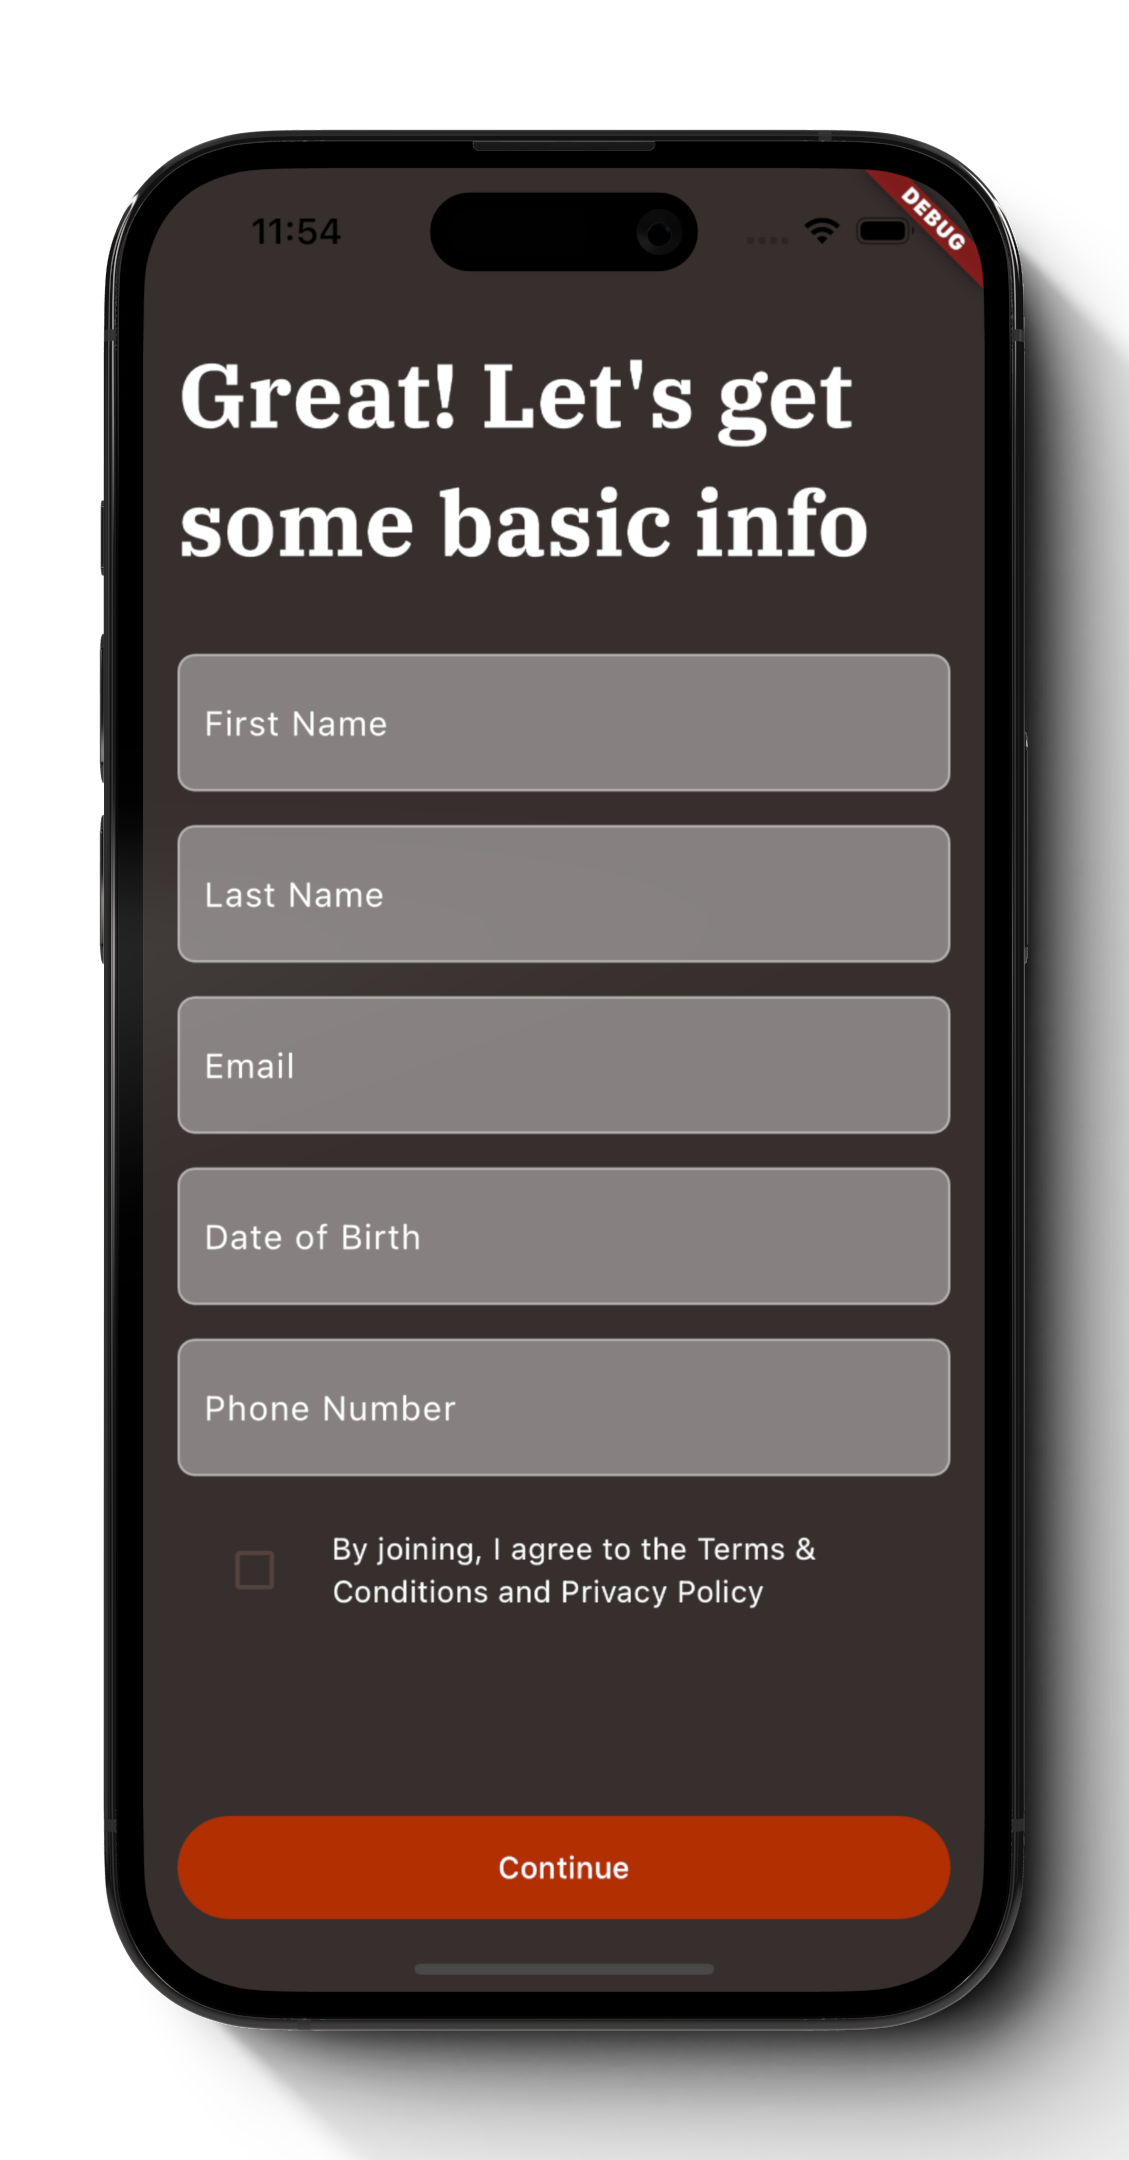 11:54
DEBUG
Great! Let's get
some basic info
First Name
Last Name
Email
Date of Birth
Phone Number
By joining, I agree to the Terms &
Conditions and Privacy Policy
Continue